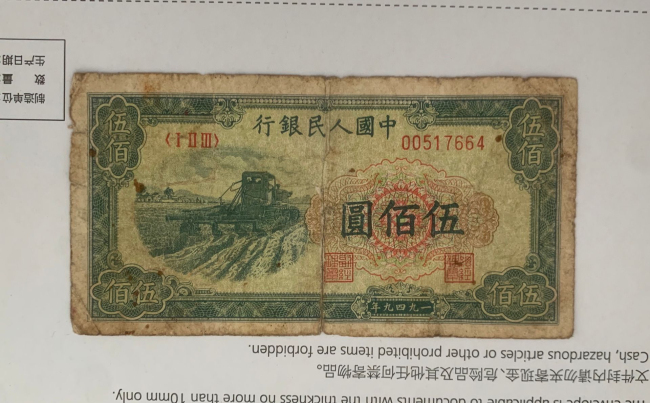 中國人民銀行
〈I II III〉
00517664
伍佰
伍佰
伍佰圓
伍佰
伍佰
一九四九年
envelope is applicable to documents with the thickness no more than 10mm only.
文件封内请勿夹寄现金、危险品及其他任何禁寄物品。
Cash, hazardous articles or other prohibited items are forbidden.
制造单位:
数 量:
生产日期: